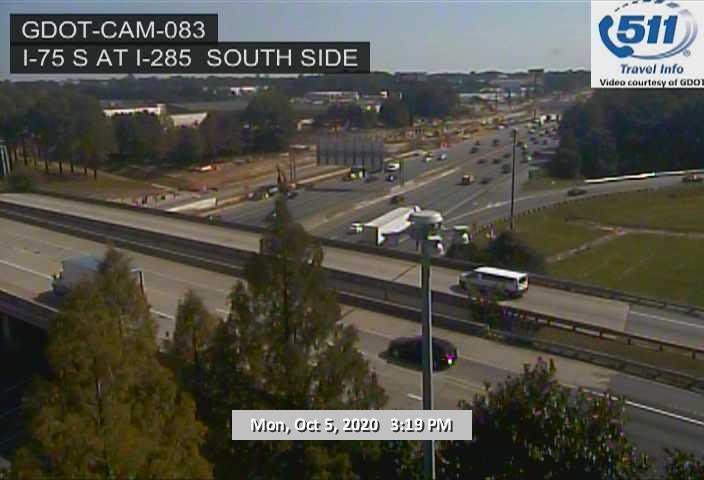 GDOT-CAM-083
I-75 S AT I-285 SOUTH SIDE
511
Travel Info
Video courtesy of GDOT
Mon, Oct 5, 2020 3:19 PM